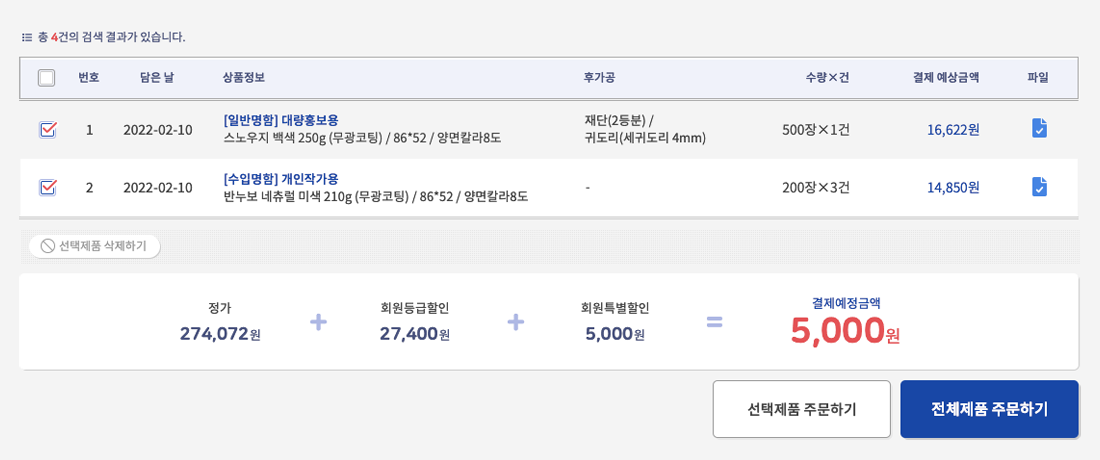 총 4건의 검색 결과가 있습니다.
번호 담은 날 상품정보 후가공 수량×건 결제 예상금액 파일
1 2022-02-10 [일반명함] 대량홍보용 재단(2등분) / 500장×1건 16,622원
스노우지 백색 250g (무광코팅) / 86*52 / 양면칼라8도 귀도리(세귀도리 4mm)
2 2022-02-10 [수입명함] 개인작가용 - 200장×3건 14,850원
반누보 네츄럴 미색 210g (무광코팅) / 86*52 / 양면칼라8도
선택제품 삭제하기
정가 회원등급할인 회원특별할인 결제예정금액
274,072원 + 27,400원 + 5,000원 = 5,000원
선택제품 주문하기 전체제품 주문하기